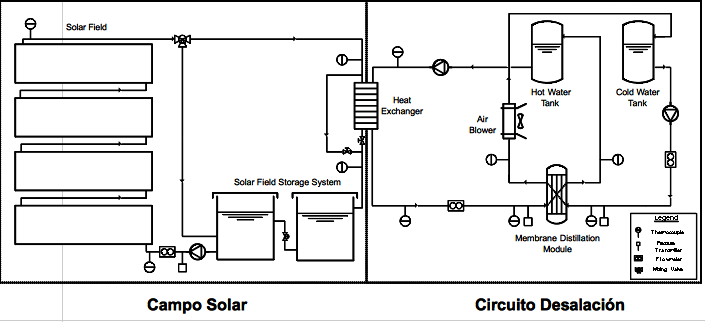 Solar Field
Heat
Exchanger
Solar Field Storage System
Hot Water
Tank
Cold Water
Tank
Air
Blower
Membrane Distillation
Module
Legend
Thermocouple
Transmitter
Flowmeter
Mixing Valve
Campo Solar
Circuito Desalación